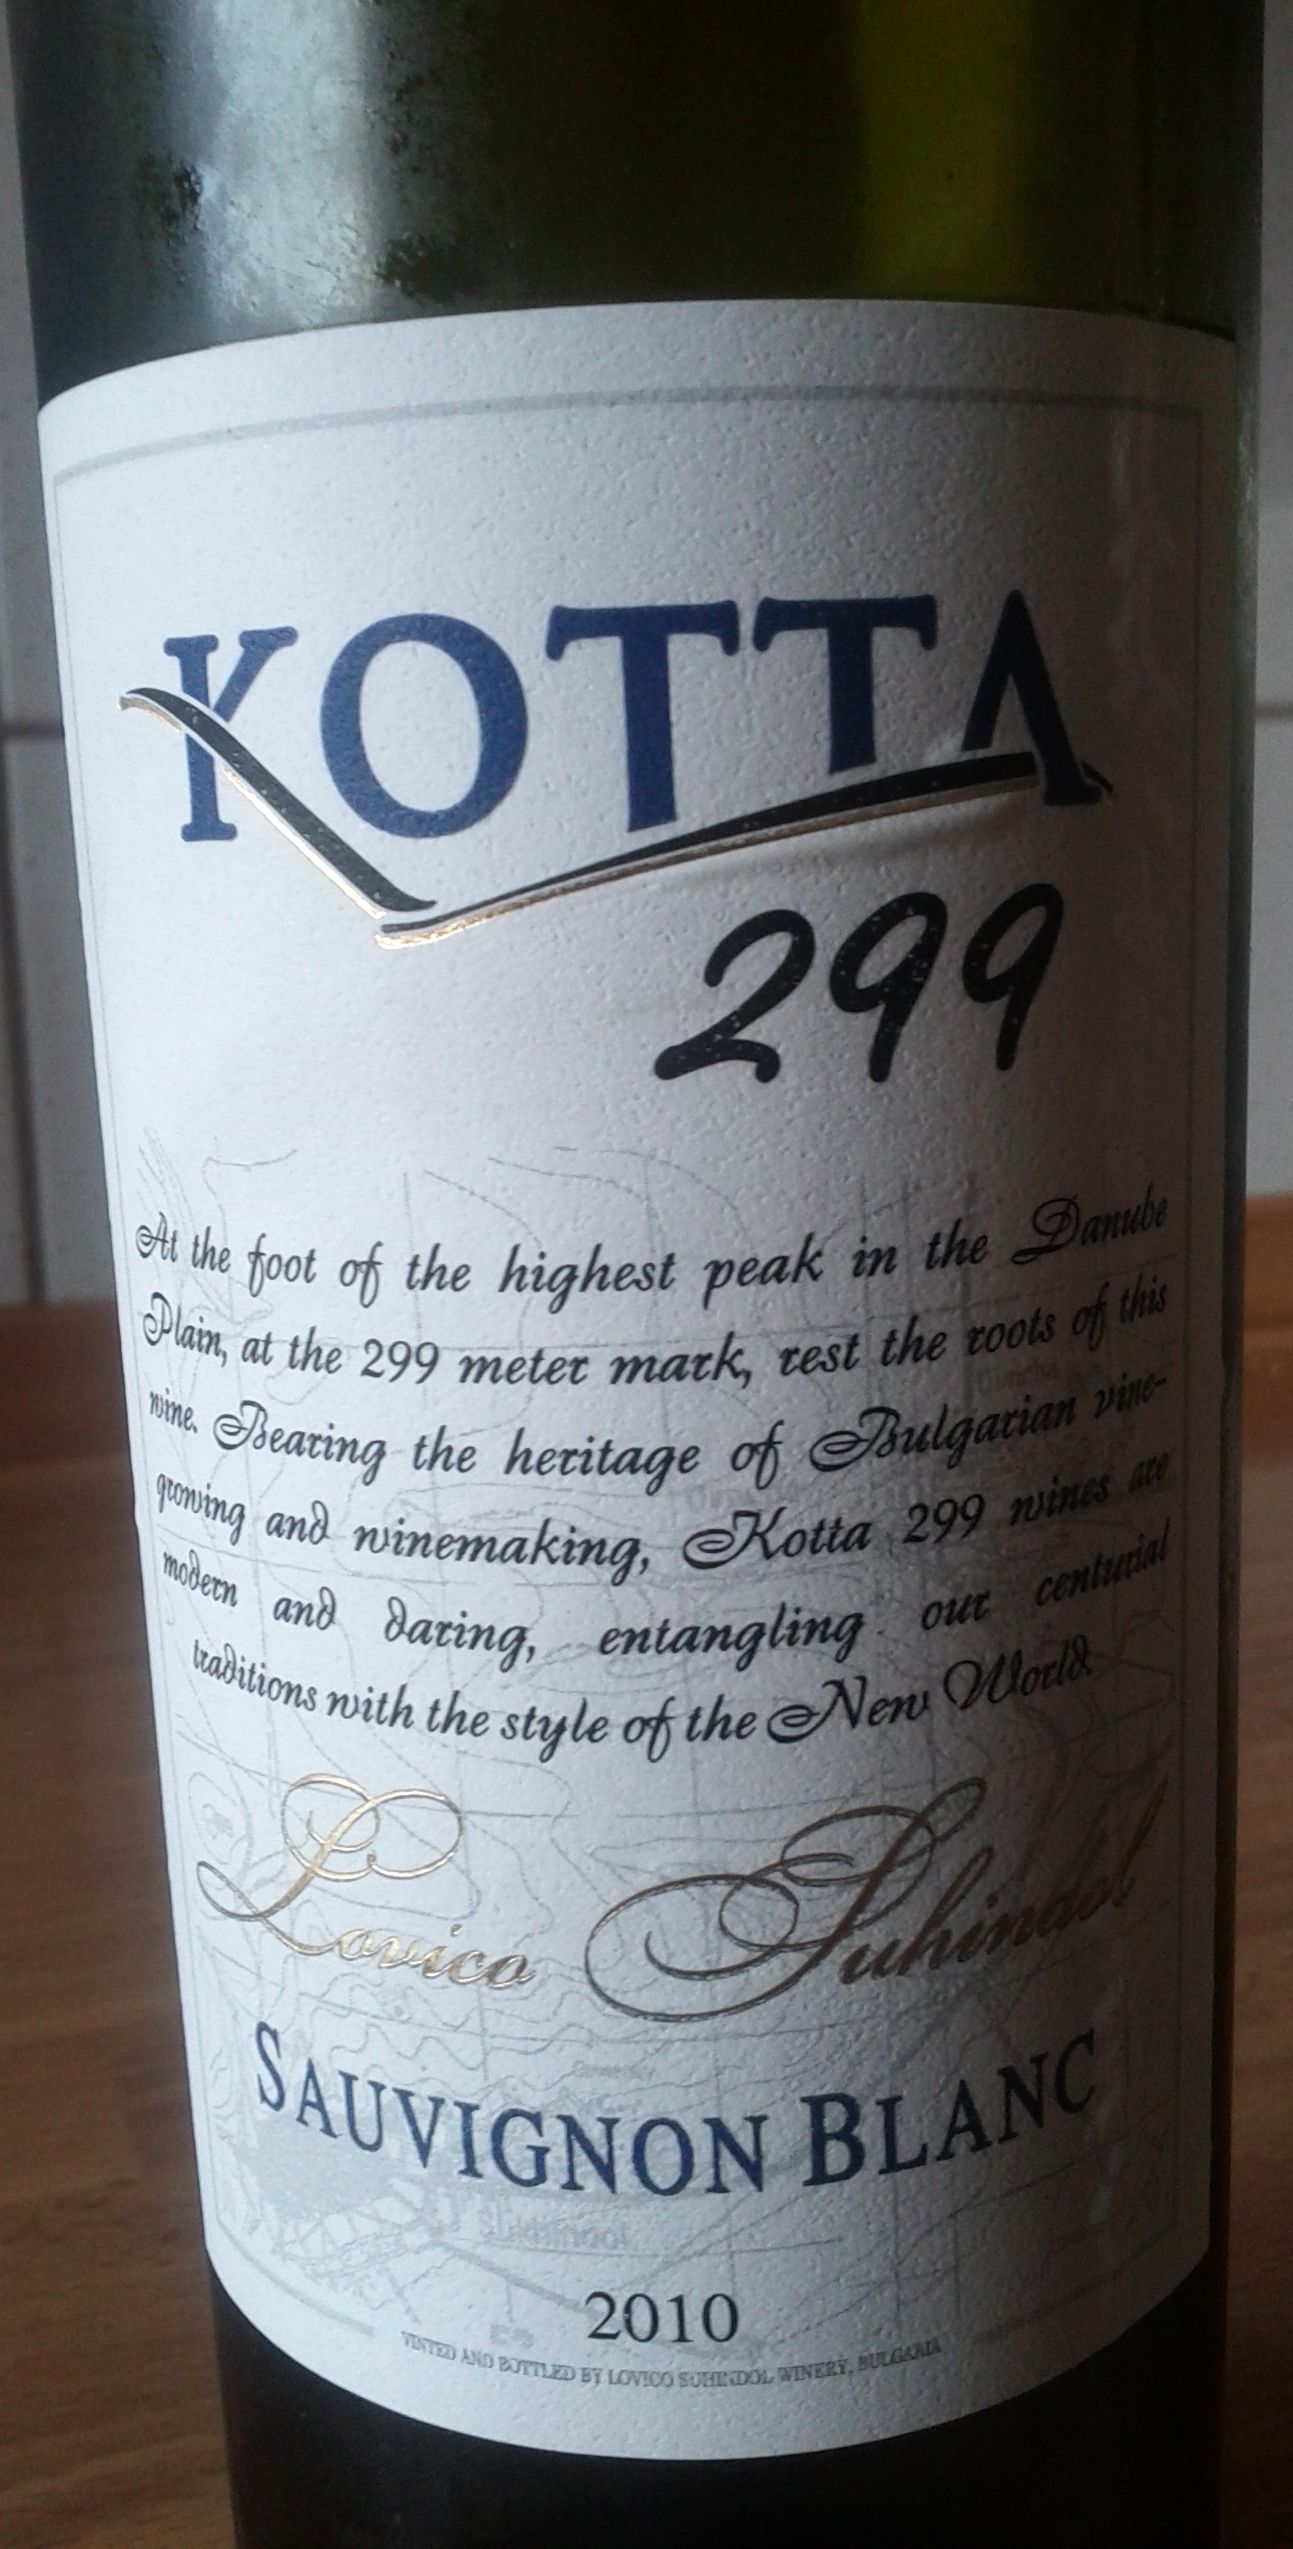 KOTTA
299
At the foot of the highest peak in the Danube
Plain, at the 299 meter mark, rest the roots of this
wine. Bearing the heritage of Bulgarian vine-
growing and winemaking, Kotta 299 wines are
modern and daring, entangling our centurial
traditions with the style of the New World.
Lovico Suhindol
SAUVIGNON BLANC
2010
VINTED AND BOTTLED BY LOVICO SUHINDOL WINERY, BULGARIA